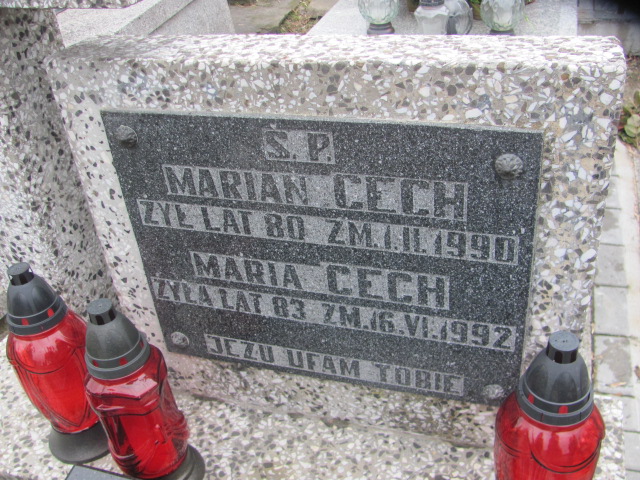 Ś. P.
MARIAN CECH
ŻYŁ LAT 80 ZM. 1. II. 1990
MARIA CECH
ŻYŁA LAT 83 ZM. 16. VI. 1992
JEZU UFAM TOBIE